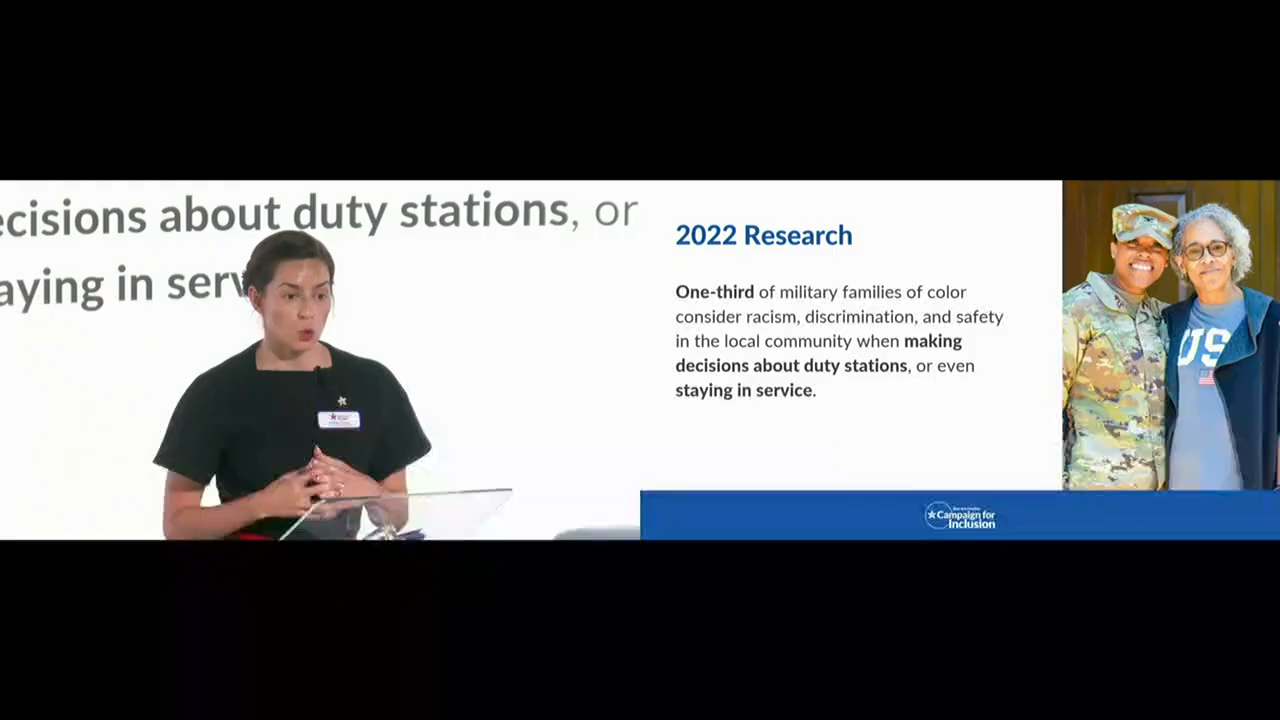 ecisions about duty stations, or
aying in serv
2022 Research
One-third of military families of color
consider racism, discrimination, and safety
in the local community when making
decisions about duty stations, or even
staying in service.
US
Campaign for
Inclusion